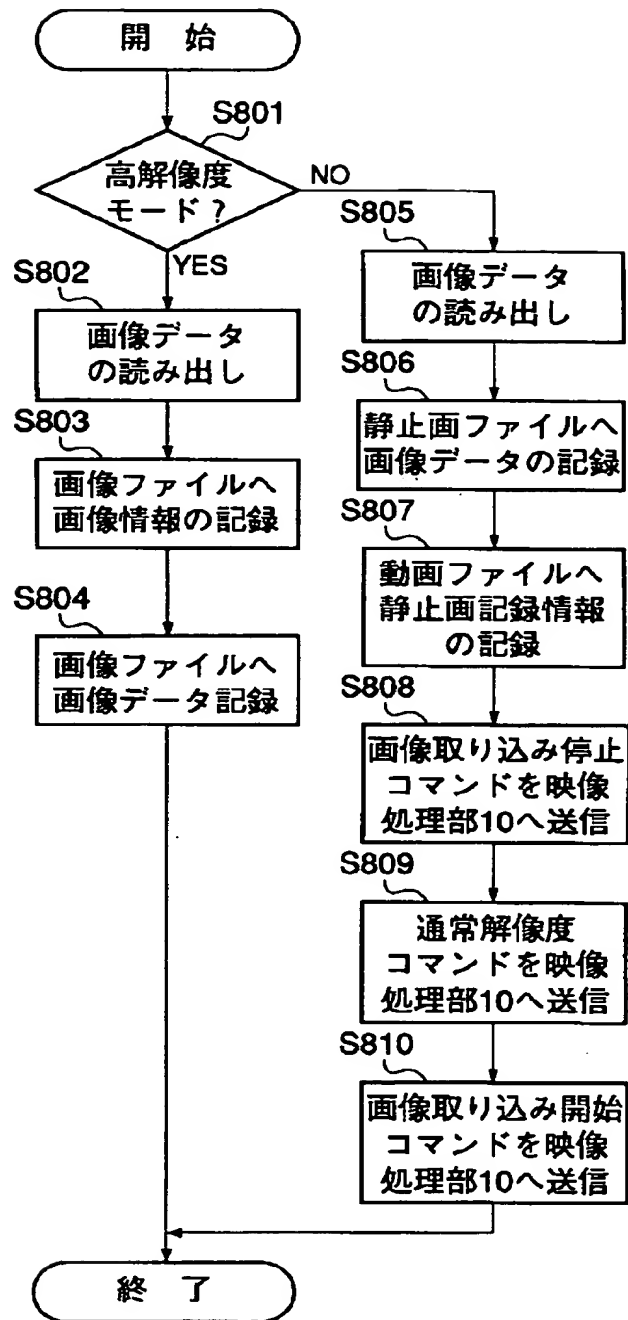 開 始
S801
高解像度
モード?
NO
YES
S802
画像データ
の読み出し
S803
画像ファイルへ
画像情報の記録
S804
画像ファイルへ
画像データ記録
S805
画像データ
の読み出し
S806
静止画ファイルへ
画像データの記録
S807
動画ファイルへ
静止画記録情報
の記録
S808
画像取り込み停止
コマンドを映像
処理部10へ送信
S809
通常解像度
コマンドを映像
処理部10へ送信
S810
画像取り込み開始
コマンドを映像
処理部10へ送信
終 了